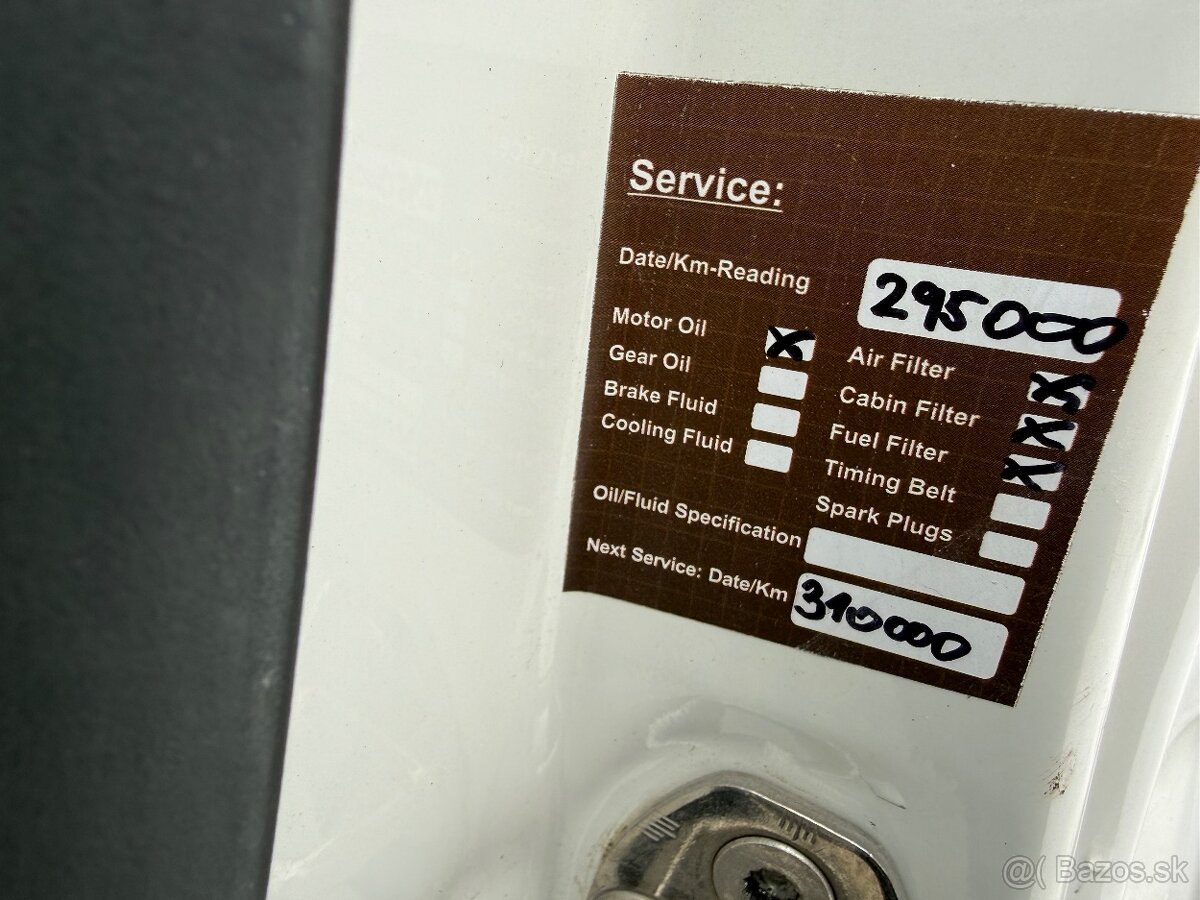 Service:
Date/Km-Reading 295000
Motor Oil X Air Filter X
Gear Oil Cabin Filter X
Brake Fluid Fuel Filter X
Cooling Fluid Timing Belt
Spark Plugs
Oil/Fluid Specification
Next Service: Date/Km 310000
@( Bazos.sk